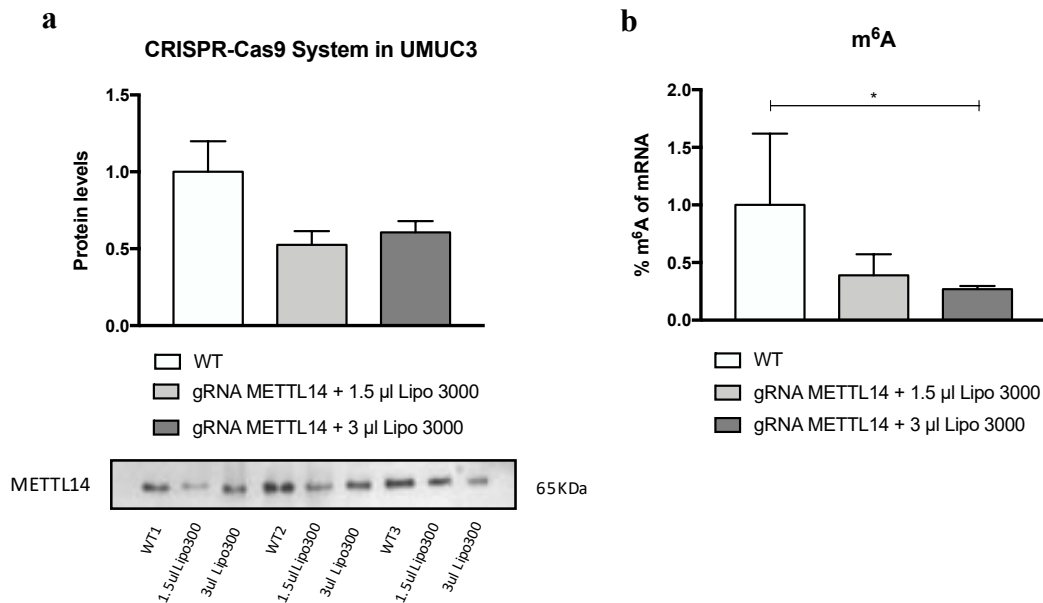 a
CRISPR-Cas9 System in UMUC3
1.5
1.0
0.5
0.0
Protein levels
WT
gRNA METTL14 + 1.5 µl Lipo 3000
gRNA METTL14 + 3 µl Lipo 3000
METTL14
65KDa
WT1
1.5ul Lipo300
3ul Lipo300
WT2
1.5ul Lipo300
3ul Lipo300
WT3
1.5ul Lipo300
3ul Lipo300
b
m⁶A
2.0
1.5
1.0
0.5
0.0
% m⁶A of mRNA
*
WT
gRNA METTL14 + 1.5 µl Lipo 3000
gRNA METTL14 + 3 µl Lipo 3000